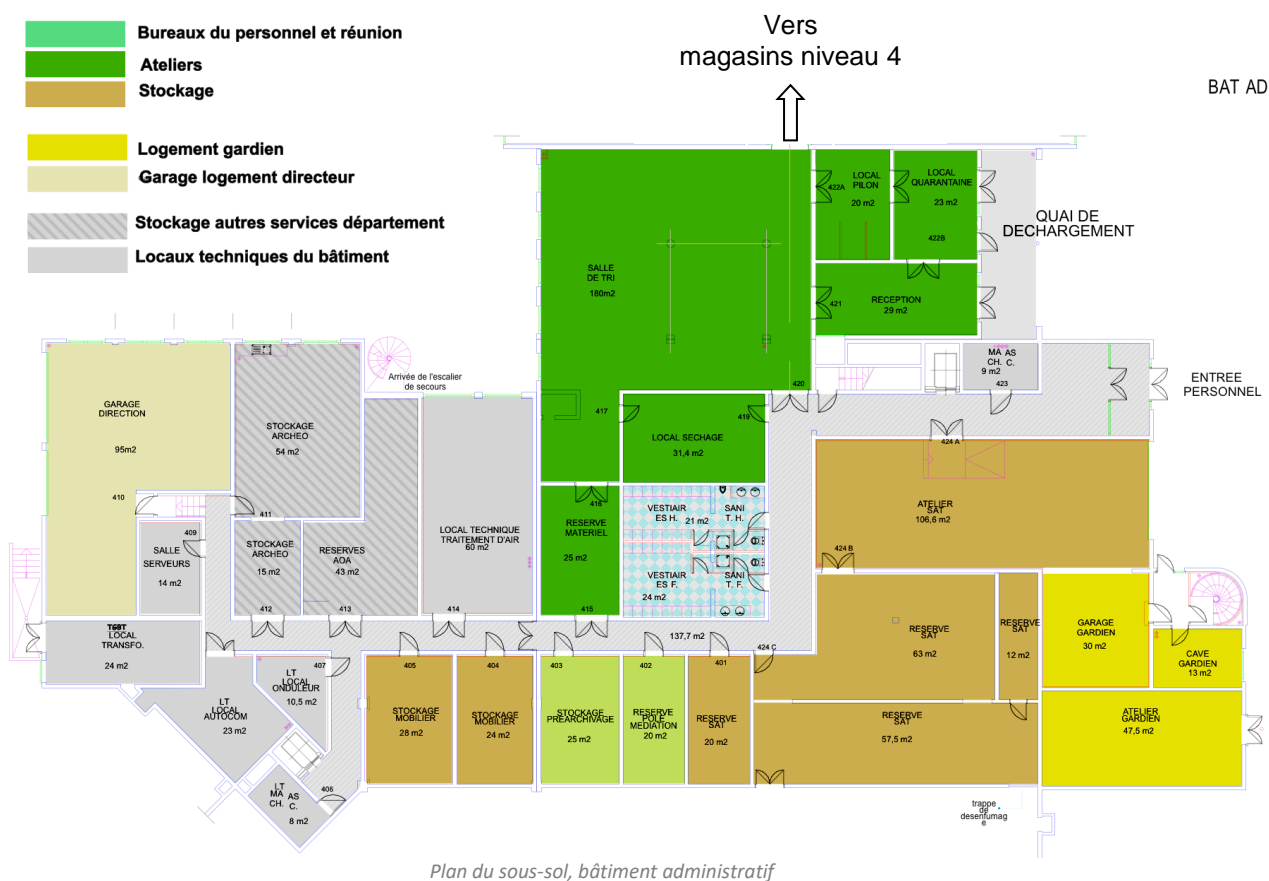 Bureaux du personnel et réunion
Ateliers
Stockage
Logement gardien
Garage logement directeur
Stockage autres services département
Locaux techniques du bâtiment
Vers
magasins niveau 4
BAT AD
LOCAL
PILON
422A
20 m2
LOCAL
QUARANTAINE
23 m2
422B
QUAI DE
DECHARGEMENT
SALLE
DE TRI
180m2
421
RECEPTION
29 m2
MA ASC.
CH.
9 m2
423
ENTREE
PERSONNEL
Arrivée de l'escalier
de secours
420
417
419
LOCAL SECHAGE
31,4 m2
GARAGE
DIRECTION
95m2
410
STOCKAGE
ARCHEO
54 m2
411
424 A
ATELIER
SAT
106,6 m2
424 B
409
SALLE
SERVEURS
14 m2
STOCKAGE
ARCHEO
15 m2
412
RESERVES
AOA
43 m2
413
LOCAL TECHNIQUE
TRAITEMENT D'AIR
60 m2
414
416
RESERVE
MATERIEL
25 m2
415
VESTIAIR
ES H.
21 m2
SANI
T. H.
VESTIAIR
ES F.
24 m2
SANI
T. F.
137,7 m2
TGBT
LOCAL
TRANSFO.
24 m2
LT
LOCAL
AUTOCOM
23 m2
407
LT
LOCAL
ONDULEUR
10,5 m2
LT
MA ASC.
CH.
8 m2
406
405
STOCKAGE
MOBILIER
28 m2
404
STOCKAGE
MOBILIER
24 m2
403
STOCKAGE
PREARCHIVAGE
25 m2
402
RESERVE
POLE
MEDIATION
20 m2
401
RESERVE
SAT
20 m2
424 C
RESERVE
SAT
63 m2
RESERVE
SAT
12 m2
RESERVE
SAT
57,5 m2
GARAGE
GARDIEN
30 m2
CAVE
GARDIEN
13 m2
ATELIER
GARDIEN
47,5 m2
trappe
de
desenfumag
e
Plan du sous-sol, bâtiment administratif